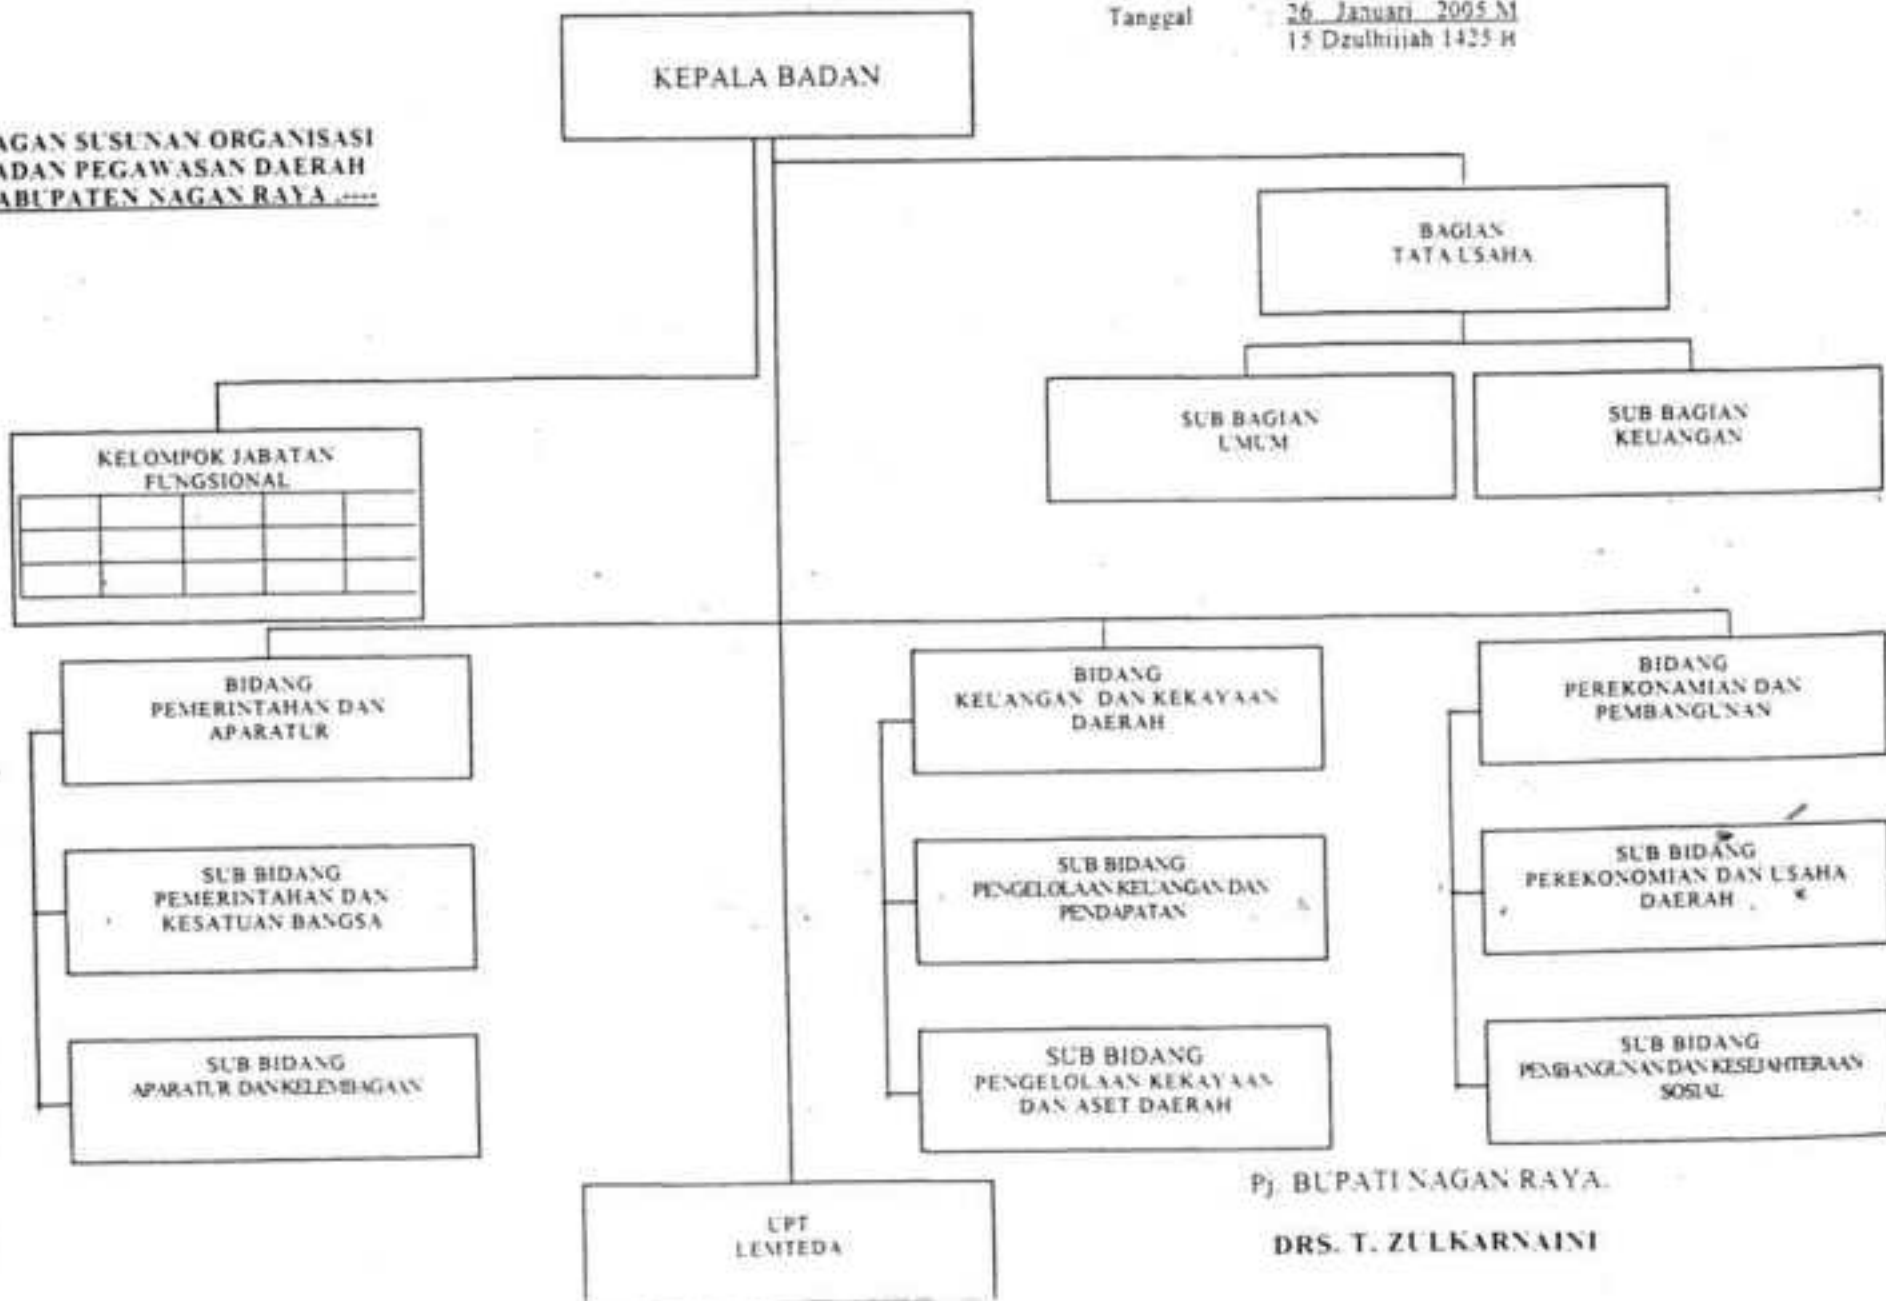 Tanggal : 26 Januari 2005 M
15 Dzulhijjah 1425 H
KEPALA BADAN
AGAN SUSUNAN ORGANISASI
ADAN PEGAWASAN DAERAH
ABUPATEN NAGAN RAYA .----
BAGIAN
TATA USAHA
SUB BAGIAN
UMUM
SUB BAGIAN
KEUANGAN
KELOMPOK JABATAN
FUNGSIONAL
BIDANG
PEMERINTAHAN DAN
APARATUR
BIDANG
KEUANGAN DAN KEKAYAAN
DAERAH
BIDANG
PEREKONAMIAN DAN
PEMBANGUNAN
SUB BIDANG
PEMERINTAHAN DAN
KESATUAN BANGSA
SUB BIDANG
PENGELOLAAN KEUANGAN DAN
PENDAPATAN
SUB BIDANG
PEREKONOMIAN DAN USAHA
DAERAH
SUB BIDANG
APARATUR DAN KELEMBAGAAN
SUB BIDANG
PENGELOLAAN KEKAYAAN
DAN ASET DAERAH
SUB BIDANG
PEMBANGUNAN DAN KESEJAHTERAAN
SOSIAL
UPT
LEMTEDA
Pj. BUPATI NAGAN RAYA.
DRS. T. ZULKARNAINI